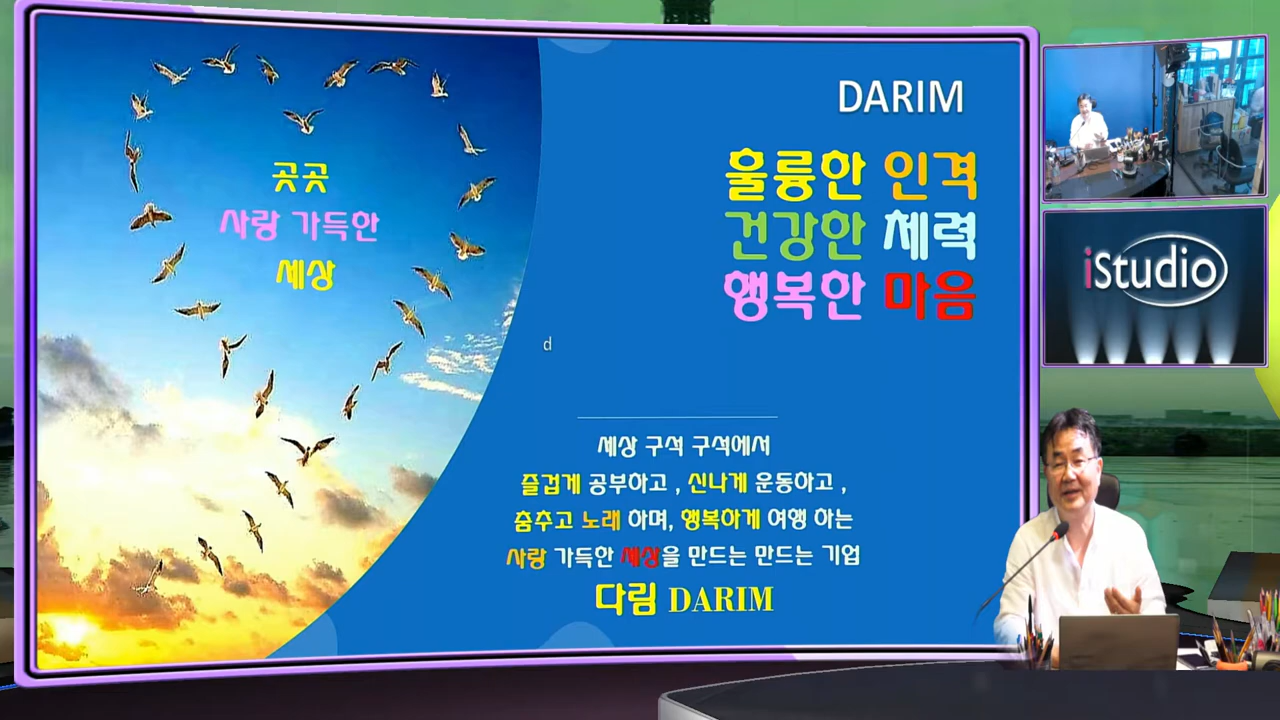 곳곳
사랑 가득한
세상
DARIM
훌륭한 인격
건강한 체력
행복한 마음
d
세상 구석 구석에서
즐겁게 공부하고 , 신나게 운동하고 ,
춤추고 노래 하며, 행복하게 여행 하는
사랑 가득한 세상을 만드는 만드는 기업
다림 DARIM
iStudio